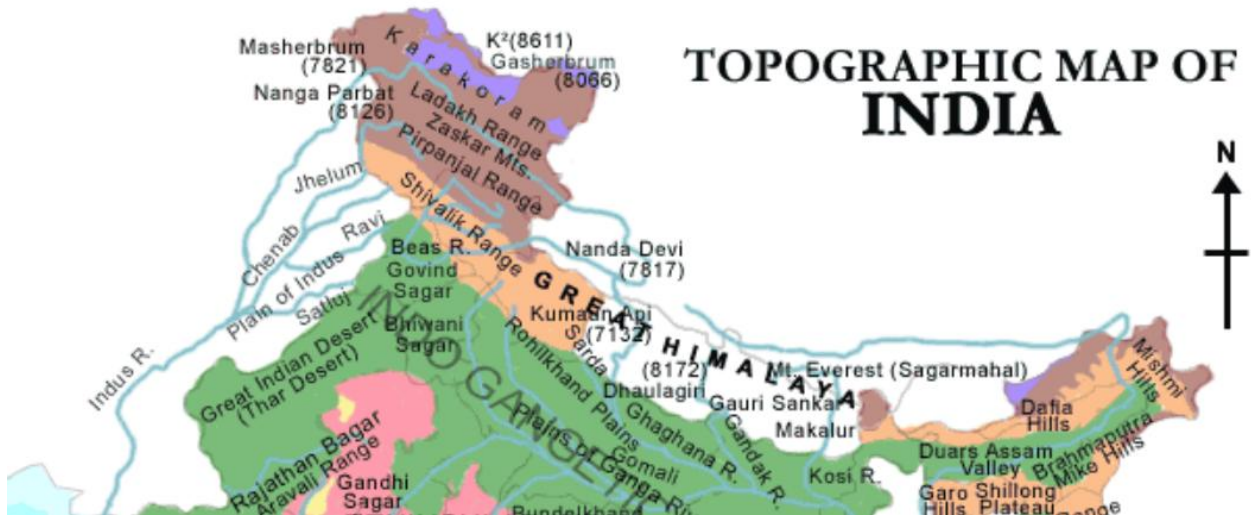 TOPOGRAPHIC MAP OF
INDIA
N
Karakoram
K²(8611)
Masherbrum
(7821)
Gasherbrum
(8066)
Nanga Parbat
(8126)
Ladakh Range
Zaskar Mts.
Pirpanjal Range
Jhelum
Shivalik Range
Chenab
Ravi
Beas R.
Nanda Devi
(7817)
Plain of Indus
Govind
Sagar
Satluj
GREAT HIMALAYA
Kumaun Api
(7132)
Indus R.
Great Indian Desert
(Thar Desert)
Bhiwani
Sagar
INDO GANGET
Rohilkhand Plains
Sarda
(8172)
Dhaulagiri
Mt. Everest (Sagarmahal)
Gauri Sankar
Makalur
Mishmi
Hills
Dafla
Hills
Rajathan Bagar
Aravali Range
Gandhi
Sagar
Plains of Ganga R.
Ghaghana R.
Gomali
Gandak R.
Kosi R.
Duars Assam
Valley
Brahmaputra
Mike Hills
Garo
Hills
Shillong
Plateau
Bundelkhand